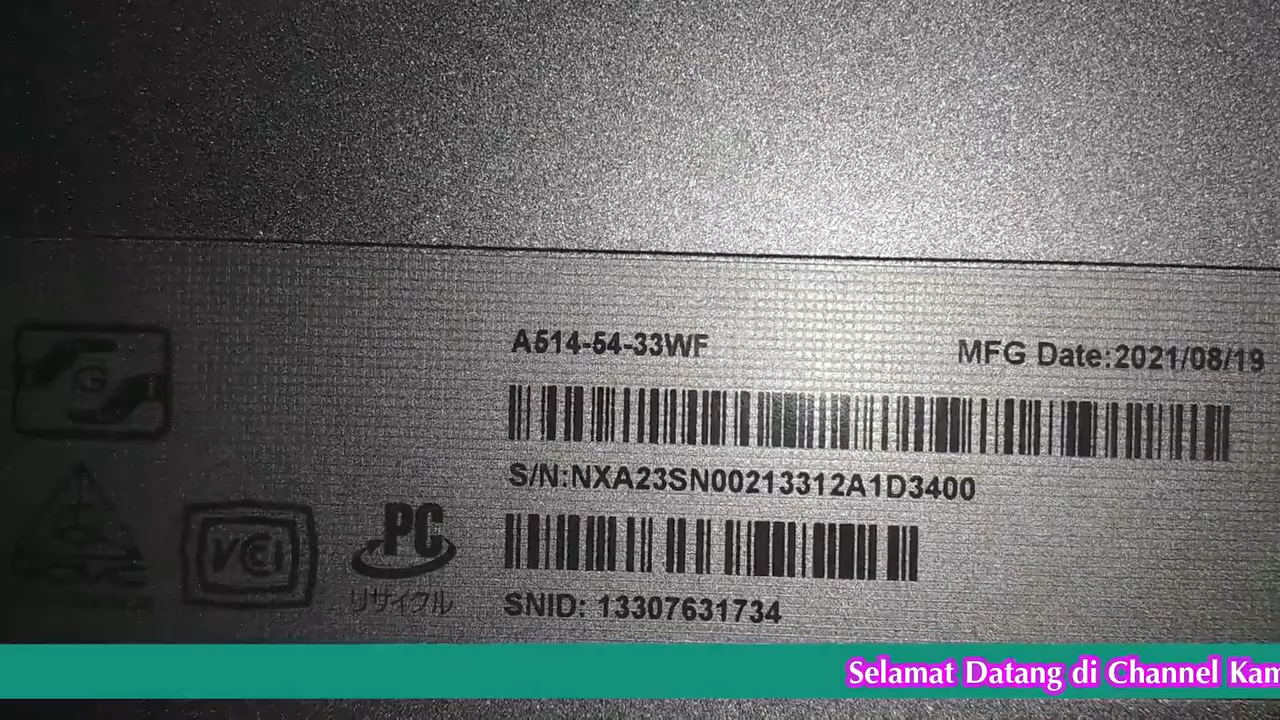 A514-54-33WF
MFG Date:2021/08/19
S/N:NXA23SN00213312A1D3400
G
VCI
PC
リサイクル
SNID: 13307631734
Selamat Datang di Channel Kam